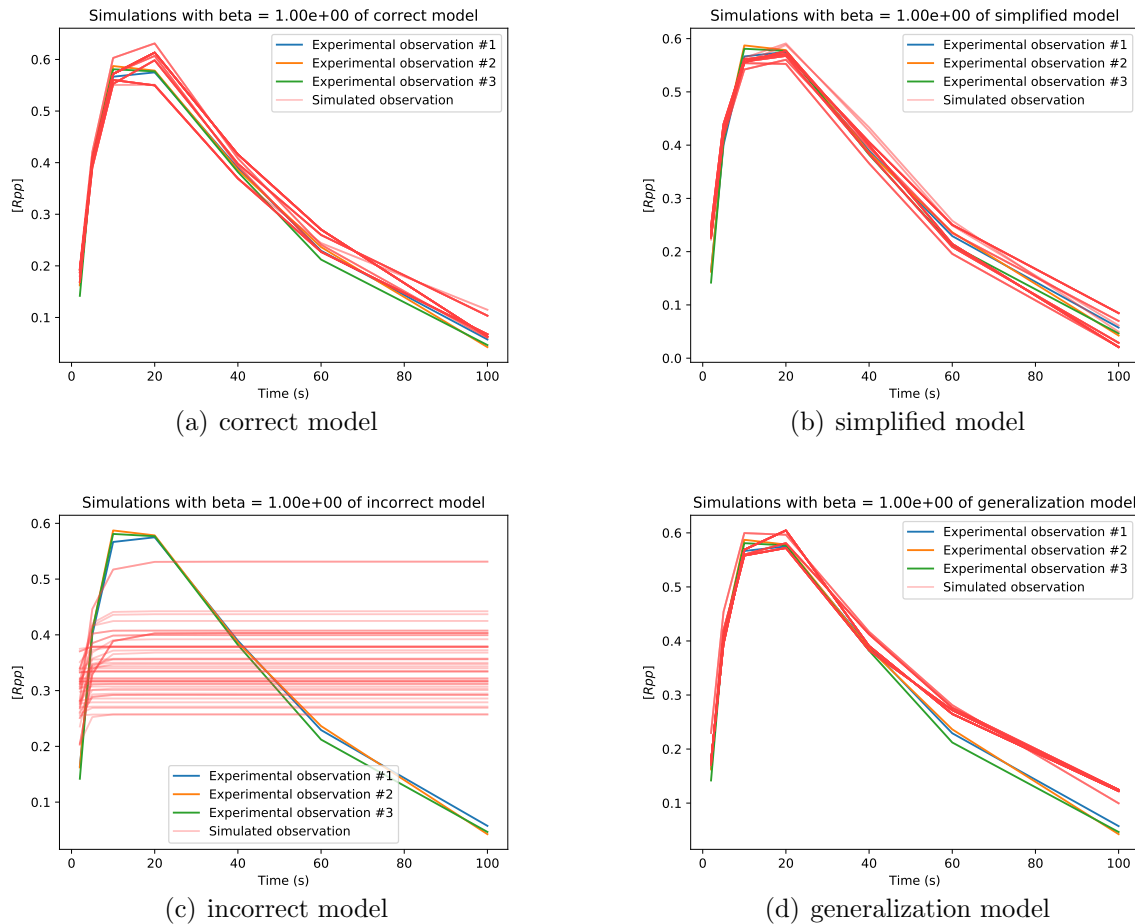 Simulations with beta = 1.00e+00 of correct model
Experimental observation #1
Experimental observation #2
Experimental observation #3
Simulated observation
0.6
0.5
0.4
0.3
0.2
0.1
[Rpp]
0 20 40 60 80 100
Time (s)
(a) correct model
Simulations with beta = 1.00e+00 of simplified model
Experimental observation #1
Experimental observation #2
Experimental observation #3
Simulated observation
0.6
0.5
0.4
0.3
0.2
0.1
0.0
[Rpp]
0 20 40 60 80 100
Time (s)
(b) simplified model
Simulations with beta = 1.00e+00 of incorrect model
0.6
0.5
0.4
0.3
0.2
0.1
[Rpp]
Experimental observation #1
Experimental observation #2
Experimental observation #3
Simulated observation
0 20 40 60 80 100
Time (s)
(c) incorrect model
Simulations with beta = 1.00e+00 of generalization model
Experimental observation #1
Experimental observation #2
Experimental observation #3
Simulated observation
0.6
0.5
0.4
0.3
0.2
0.1
[Rpp]
0 20 40 60 80 100
Time (s)
(d) generalization model